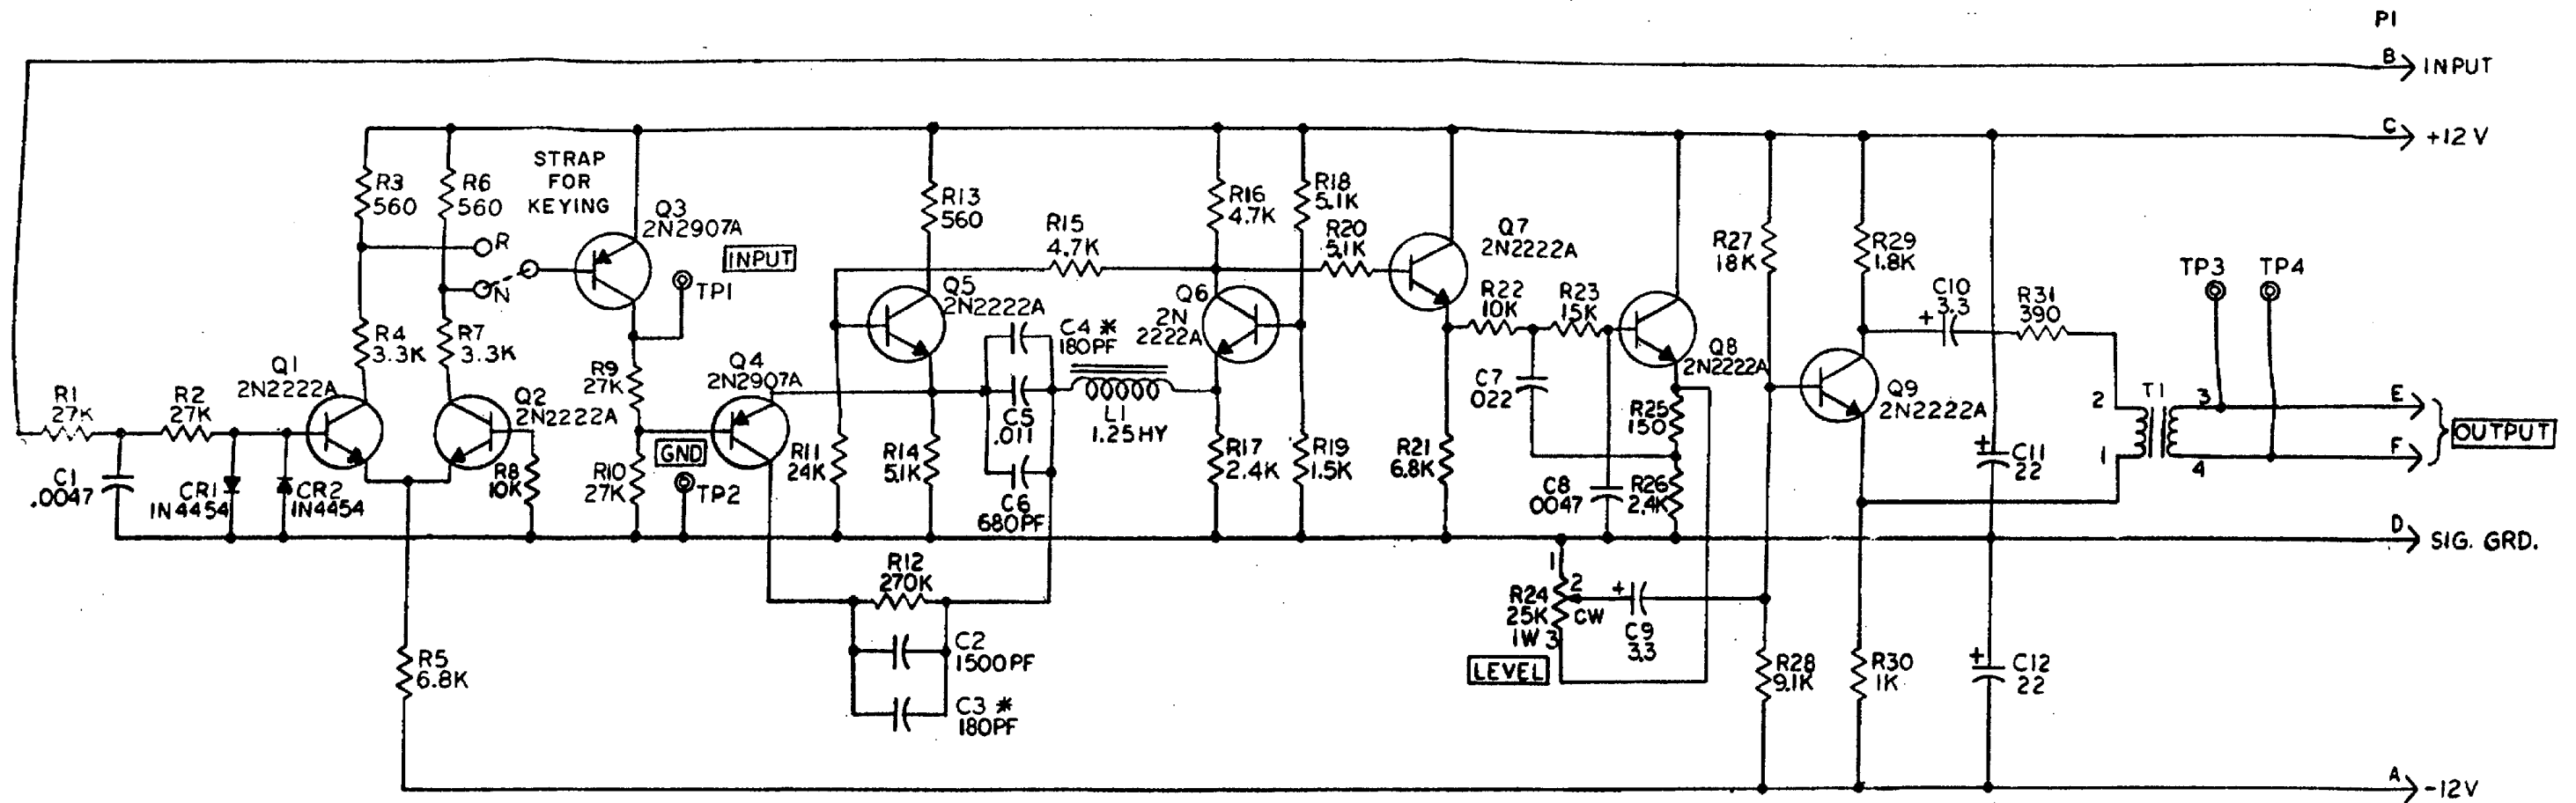 P1
B INPUT
C +12 V
STRAP
FOR
KEYING
R3
560
R6
560
R
N
Q3
2N2907A
INPUT
TP1
R13
560
R15
4.7K
R16
4.7K
R18
5.1K
R20
5.1K
Q7
2N2222A
R27
18K
R29
1.8K
TP3
TP4
R4
3.3K
R7
3.3K
Q5
2N2222A
Q6
2N
2222A
R22
10K
R23
15K
C10
+ 3.3
R31
390
Q1
2N2222A
R9
27K
Q4
2N2907A
C4 *
180PF
C7
022
Q8
2N2222A
Q9
2N2222A
R1
27K
R2
27K
Q2
2N2222A
C5
.011
L1
1.25HY
R25
150
T1
2
1
3
4
E
F
OUTPUT
C1
.0047
CR1
1N4454
CR2
1N4454
R8
10K
R10
27K
GND
TP2
R11
24K
R14
5.1K
C6
680PF
R17
2.4K
R19
1.5K
R21
6.8K
C8
0047
R26
2.4K
+
C11
22
D SIG. GRD.
R12
270K
1
R24
25K
1W
2
CW
3
+
C9
3.3
LEVEL
R5
6.8K
C2
1500PF
C3 *
180PF
R28
9.1K
R30
1K
+
C12
22
A -12V